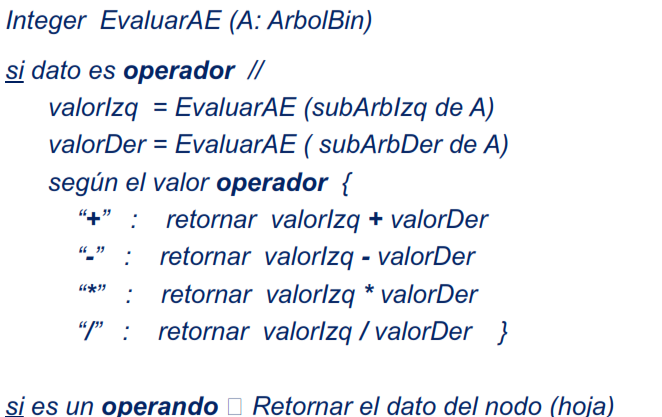 Integer EvaluarAE (A: ArbolBin)
si dato es operador //
valorIzq = EvaluarAE (subArbIzq de A)
valorDer = EvaluarAE ( subArbDer de A)
según el valor operador {
“+” : retornar valorIzq + valorDer
“-” : retornar valorIzq - valorDer
“*” : retornar valorIzq * valorDer
“/” : retornar valorIzq / valorDer }
si es un operando □ Retornar el dato del nodo (hoja)